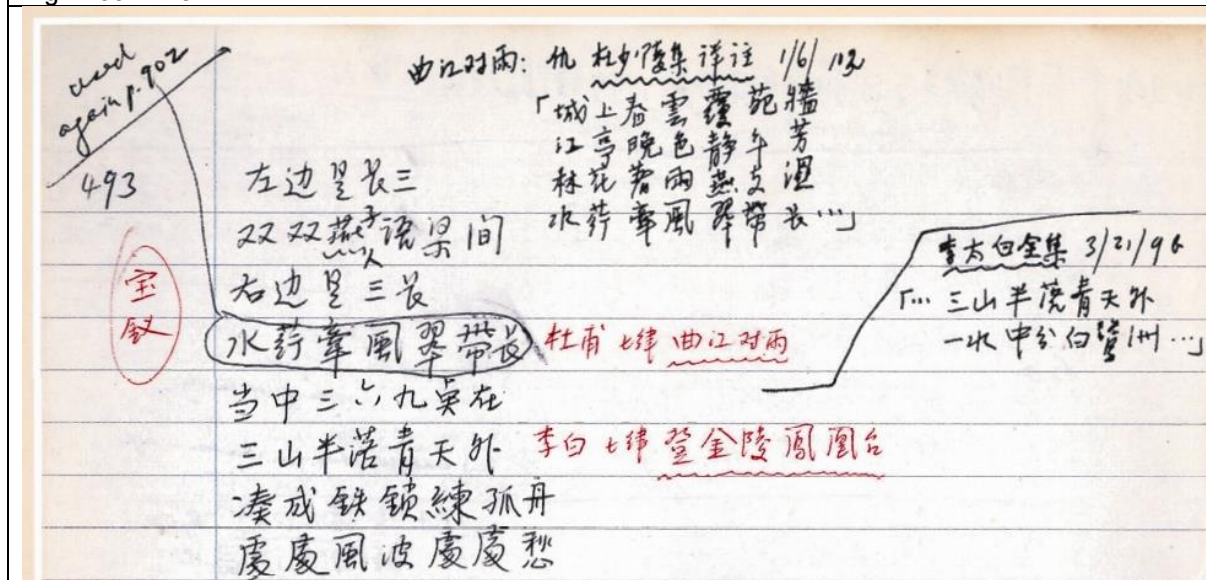 used
again p. 902
493
曲江对雨: 仇 杜少陵集详注 1/6/
「城上春雲覆苑牆
江亭晚色静年芳
林花著雨燕支湿
水荇牽風翠帶长…」
左边是长三
双双燕子语梁间
右边是三长
水荇牽風翠帶长
杜甫 七律 曲江对雨
当中三六九点在
三山半落青天外
李白 七律 登金陵鳳凰台
凑成铁鎖練孤舟
處處風波處處愁
宝钗
李太白全集 3/21/96
「… 三山半落青天外
一水中分白鷺洲 …」